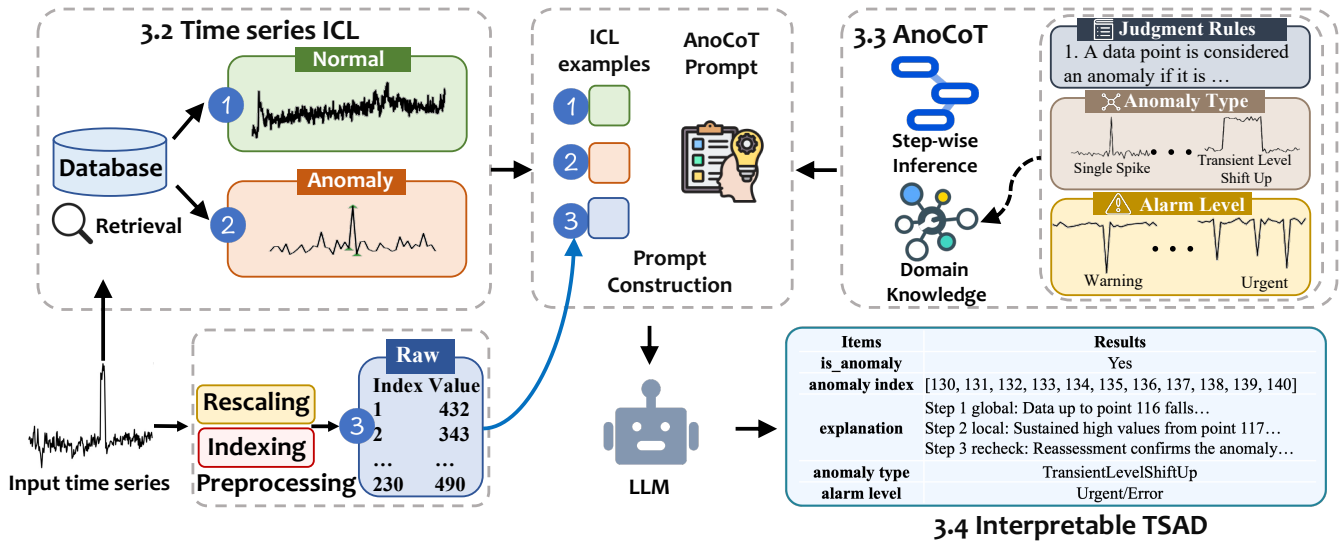 3.2 Time series ICL
Normal
1
Database
Retrieval
Anomaly
2
ICL
examples
AnoCoT
Prompt
1
2
3
Prompt
Construction
3.3 AnoCoT
Step-wise
Inference
Domain
Knowledge
Judgment Rules
1. A data point is considered
an anomaly if it is …
Anomaly Type
Single Spike
Transient Level
Shift Up
Alarm Level
Warning
Urgent
Input time series
Rescaling
Indexing
Preprocessing
3
Raw
Index Value
1 432
2 343
... ...
230 490
LLM
Items Results
is_anomaly Yes
anomaly index [130, 131, 132, 133, 134, 135, 136, 137, 138, 139, 140]
explanation
Step 1 global: Data up to point 116 falls…
Step 2 local: Sustained high values from point 117…
Step 3 recheck: Reassessment confirms the anomaly…
anomaly type TransientLevelShiftUp
alarm level Urgent/Error
3.4 Interpretable TSAD